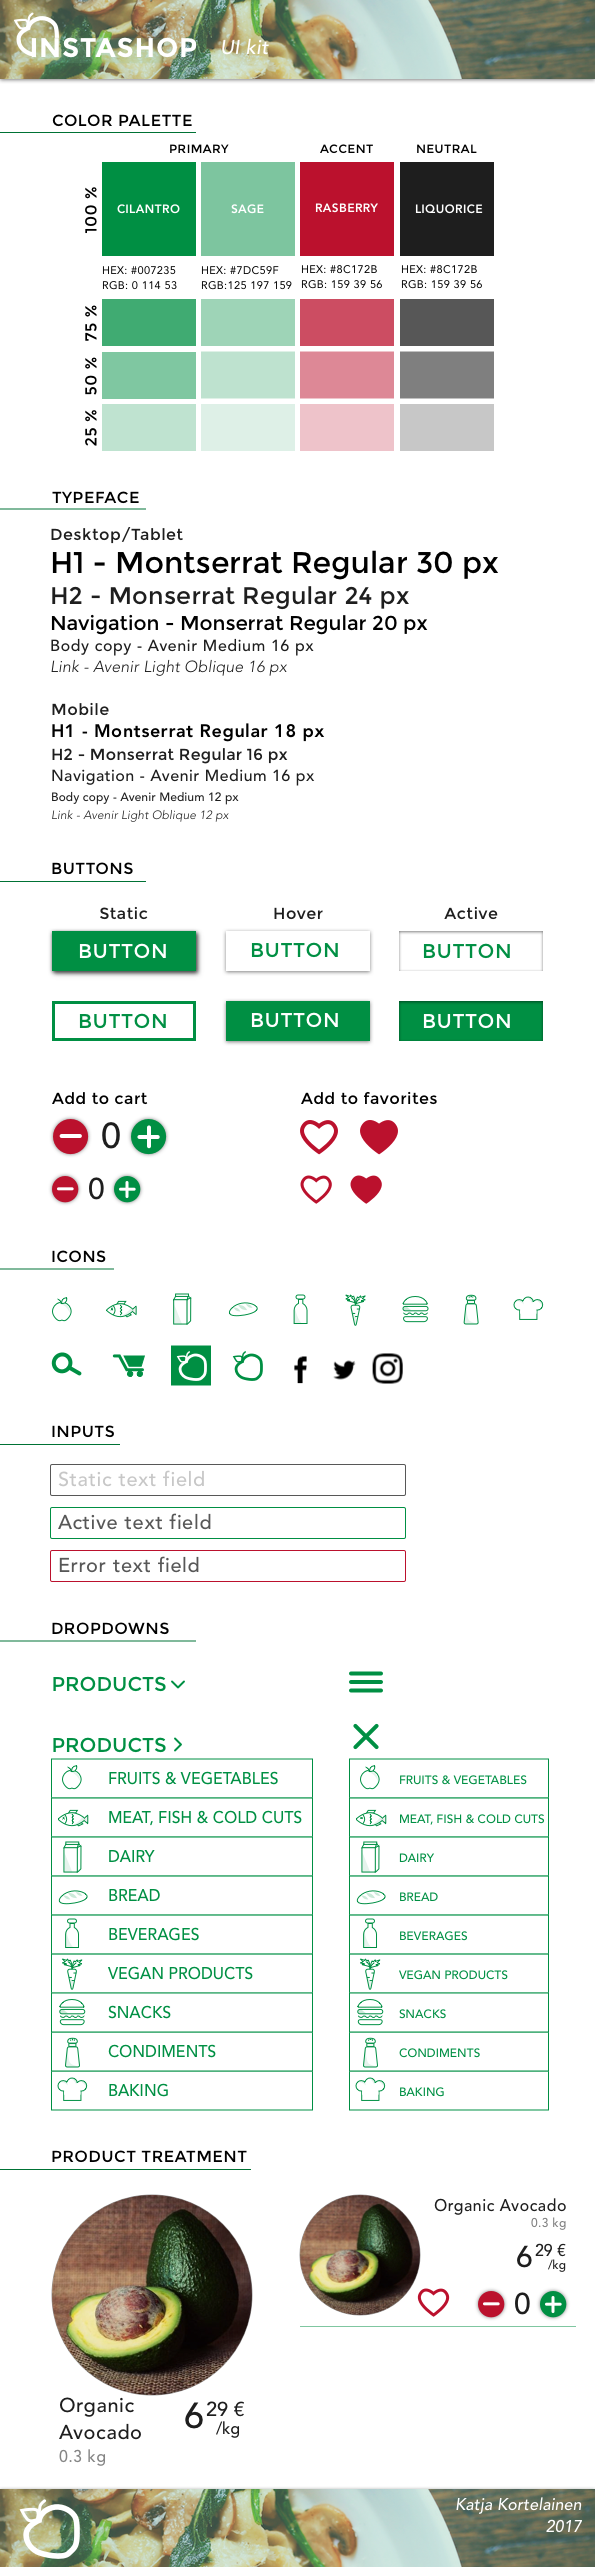 INSTASHOP UI kit
COLOR PALETTE
PRIMARY ACCENT NEUTRAL
100 %
CILANTRO SAGE RASBERRY LIQUORICE
HEX: #007235 HEX: #7DC59F HEX: #8C172B HEX: #8C172B
RGB: 0 114 53 RGB:125 197 159 RGB: 159 39 56 RGB: 159 39 56
75 %
50 %
25 %
TYPEFACE
Desktop/Tablet
H1 - Montserrat Regular 30 px
H2 - Monserrat Regular 24 px
Navigation - Monserrat Regular 20 px
Body copy - Avenir Medium 16 px
Link - Avenir Light Oblique 16 px
Mobile
H1 - Montserrat Regular 18 px
H2 - Monserrat Regular 16 px
Navigation - Avenir Medium 16 px
Body copy - Avenir Medium 12 px
Link - Avenir Light Oblique 12 px
BUTTONS
Static Hover Active
BUTTON BUTTON BUTTON
BUTTON BUTTON BUTTON
Add to cart Add to favorites
0
0
ICONS
INPUTS
Static text field
Active text field
Error text field
DROPDOWNS
PRODUCTS
PRODUCTS
FRUITS & VEGETABLES FRUITS & VEGETABLES
MEAT, FISH & COLD CUTS MEAT, FISH & COLD CUTS
DAIRY DAIRY
BREAD BREAD
BEVERAGES BEVERAGES
VEGAN PRODUCTS VEGAN PRODUCTS
SNACKS SNACKS
CONDIMENTS CONDIMENTS
BAKING BAKING
PRODUCT TREATMENT
Organic Avocado
0.3 kg
6 29 €
/kg
0
Organic
Avocado
0.3 kg
6 29 €
/kg
Katja Kortelainen
2017